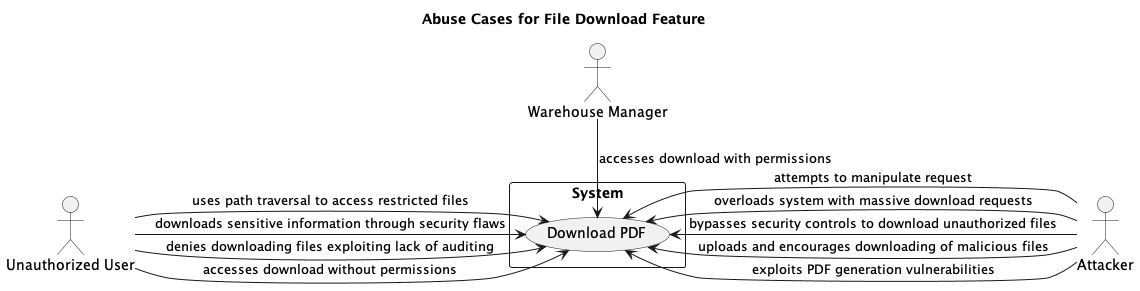 Abuse Cases for File Download Feature
Warehouse Manager
accesses download with permissions
System
Download PDF
Unauthorized User
uses path traversal to access restricted files
downloads sensitive information through security flaws
denies downloading files exploiting lack of auditing
accesses download without permissions
attempts to manipulate request
overloads system with massive download requests
bypasses security controls to download unauthorized files
uploads and encourages downloading of malicious files
exploits PDF generation vulnerabilities
Attacker